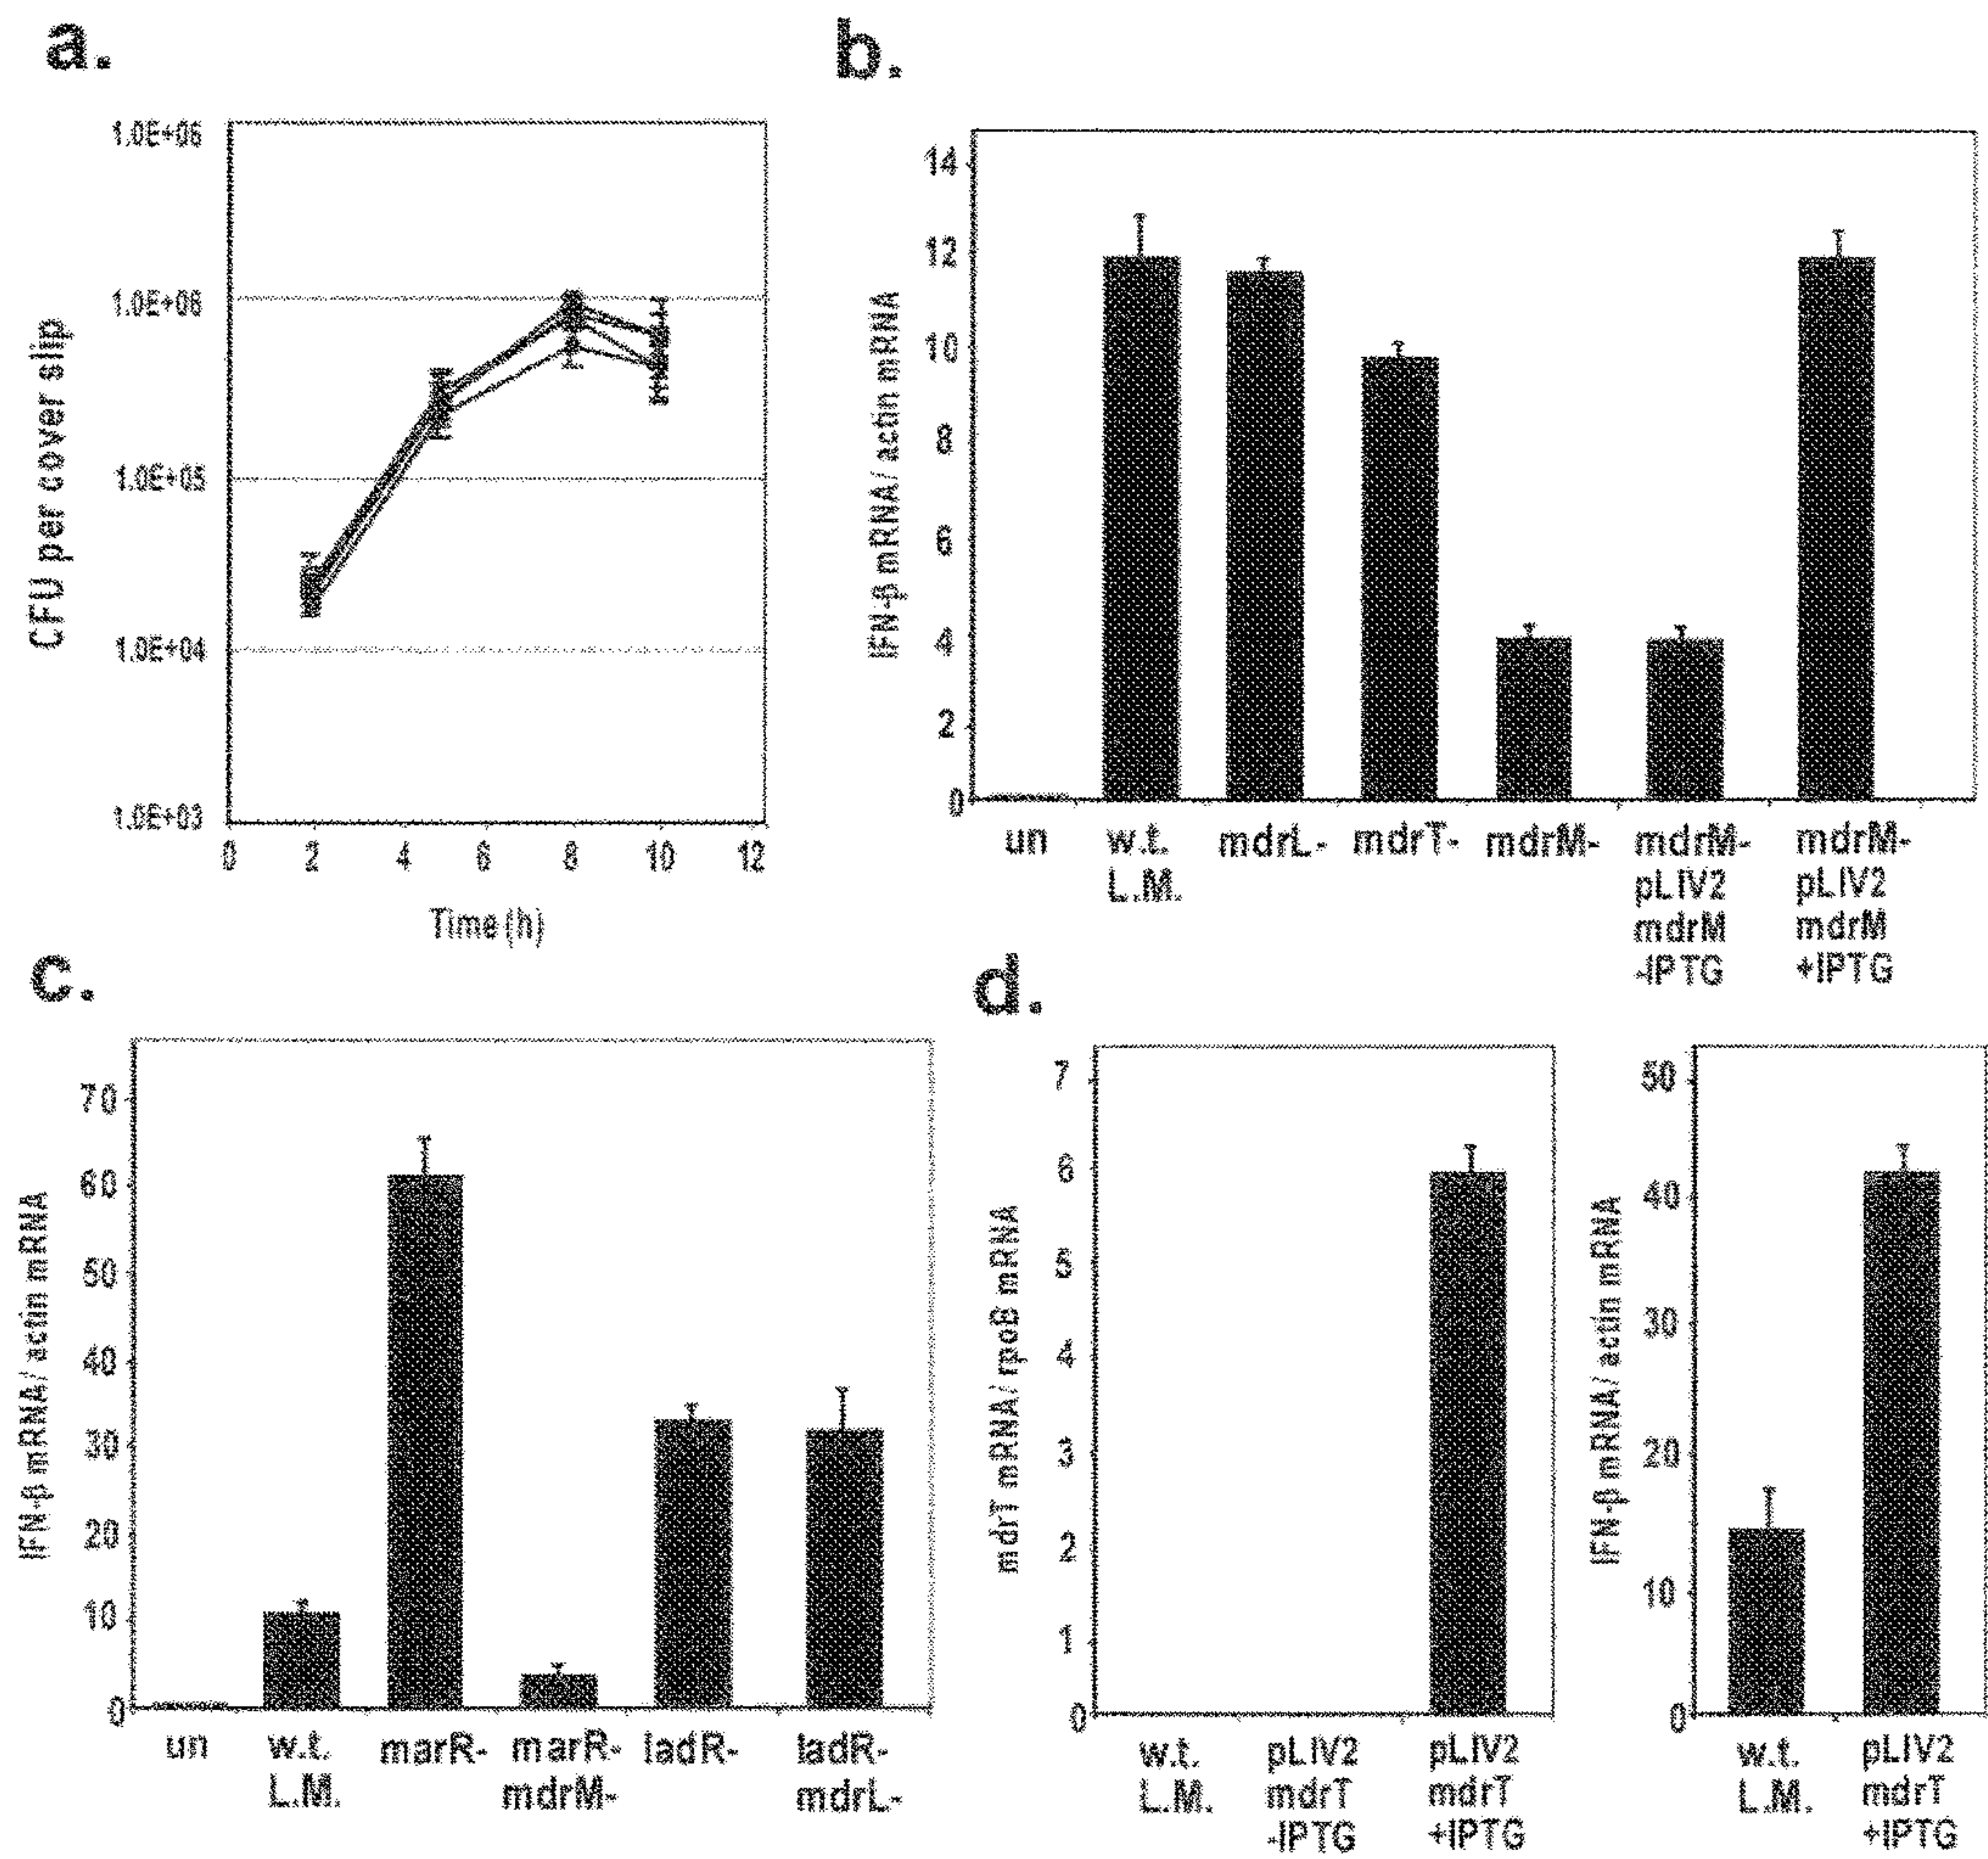 a.
1.0E+06
1.0E+06
1.0E+05
1.0E+04
1.0E+03
CFU per cover slip
0 2 4 6 8 10 12
Time (h)
b.
14
12
10
8
6
4
2
0
IFN-β mRNA/ actin mRNA
un w.t. mdrL- mdrT- mdrM- mdrM- mdrM-
L.M. pLIV2 pLIV2
mdrM mdrM
-IPTG +IPTG
c.
70
60
50
40
30
20
10
0
IFN-β mRNA/ actin mRNA
un w.t. marR- marR- ladR- ladR-
L.M. mdrM- mdrL-
d.
7
6
5
4
3
2
1
0
mdrT mRNA/ rpoB mRNA
w.t. pLIV2 pLIV2
L.M. mdrT mdrT
-IPTG +IPTG
50
40
30
20
10
0
IFN-β mRNA/ actin mRNA
w.t. pLIV2
L.M. mdrT
+IPTG